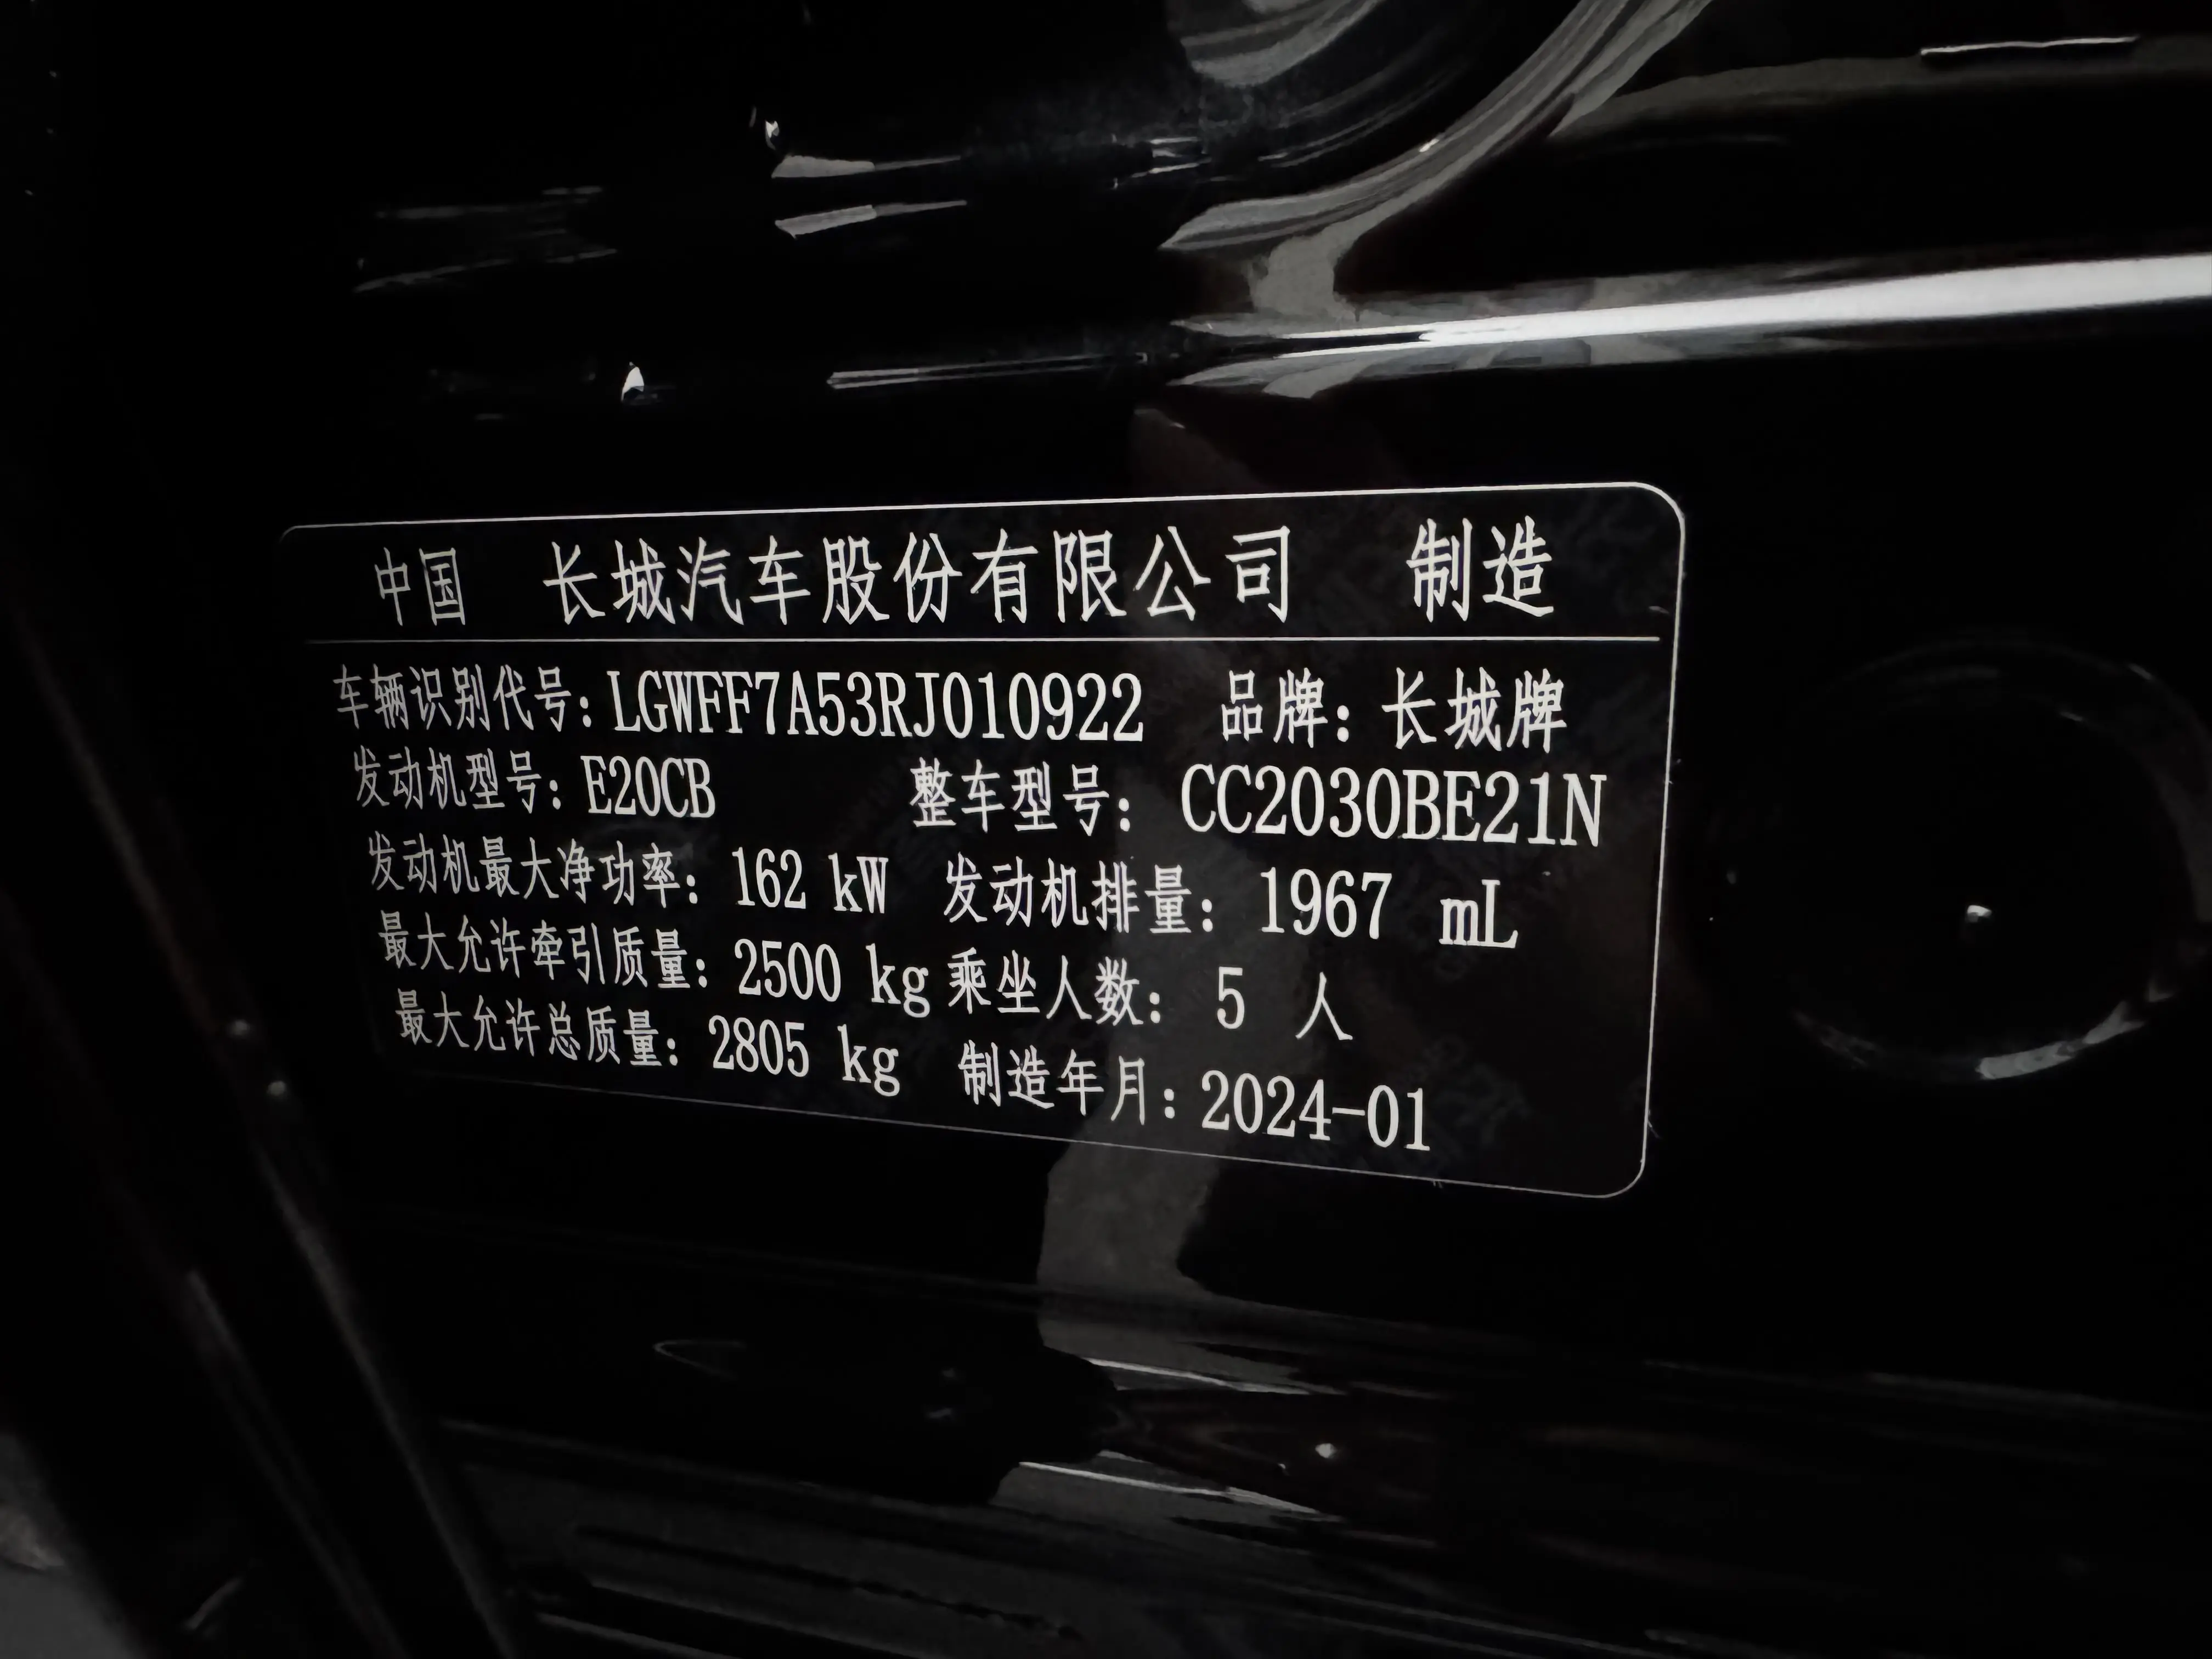 中国 长城汽车股份有限公司 制造
车辆识别代号：LGWFF7A53RJ010922 品牌：长城牌
发动机型号：E20CB 整车型号：CC2030BE21N
发动机最大净功率：162 kW 发动机排量：1967 mL
最大允许牵引质量：2500 kg 乘坐人数：5 人
最大允许总质量：2805 kg 制造年月：2024-01